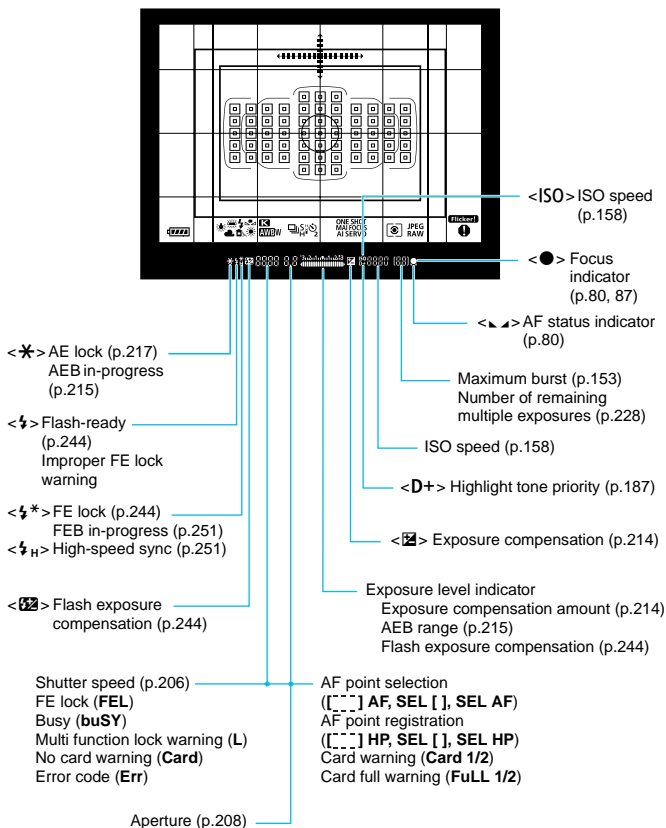 ONE SHOT
MAI FOCUS
AI SERVO
JPEG
RAW
K
AWB W
Flicker!
<ISO> ISO speed
(p.158)
<●> Focus
indicator
(p.80, 87)
<◣ ◢> AF status indicator
(p.80)
Maximum burst (p.153)
Number of remaining
multiple exposures (p.228)
ISO speed (p.158)
<D+> Highlight tone priority (p.187)
< > Exposure compensation (p.214)
Exposure level indicator
Exposure compensation amount (p.214)
AEB range (p.215)
Flash exposure compensation (p.244)
<✱> AE lock (p.217)
AEB in-progress
(p.215)
<⚡> Flash-ready
(p.244)
Improper FE lock
warning
<⚡*> FE lock (p.244)
FEB in-progress (p.251)
<⚡H> High-speed sync (p.251)
< > Flash exposure
compensation (p.244)
Shutter speed (p.206)
FE lock (FEL)
Busy (buSY)
Multi function lock warning (L)
No card warning (Card)
Error code (Err)
AF point selection
([ ] AF, SEL [ ], SEL AF)
AF point registration
([ ] HP, SEL [ ], SEL HP)
Card warning (Card 1/2)
Card full warning (FuLL 1/2)
Aperture (p.208)